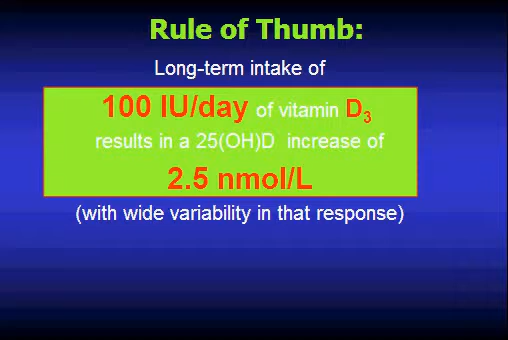 Rule of Thumb:
Long-term intake of
100 IU/day of vitamin D3
results in a 25(OH)D increase of
2.5 nmol/L
(with wide variability in that response)